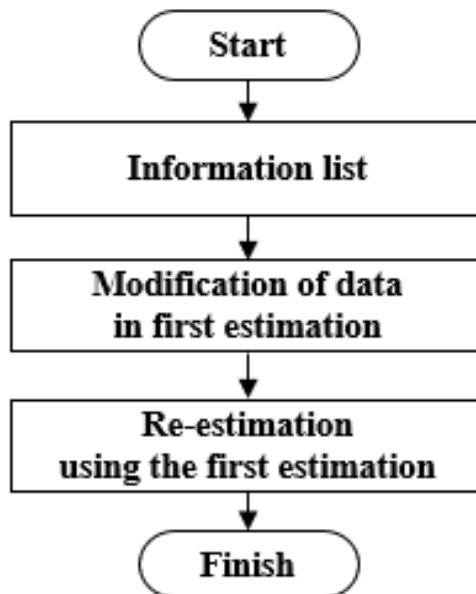 Start
Information list
Modification of data
in first estimation
Re-estimation
using the first estimation
Finish